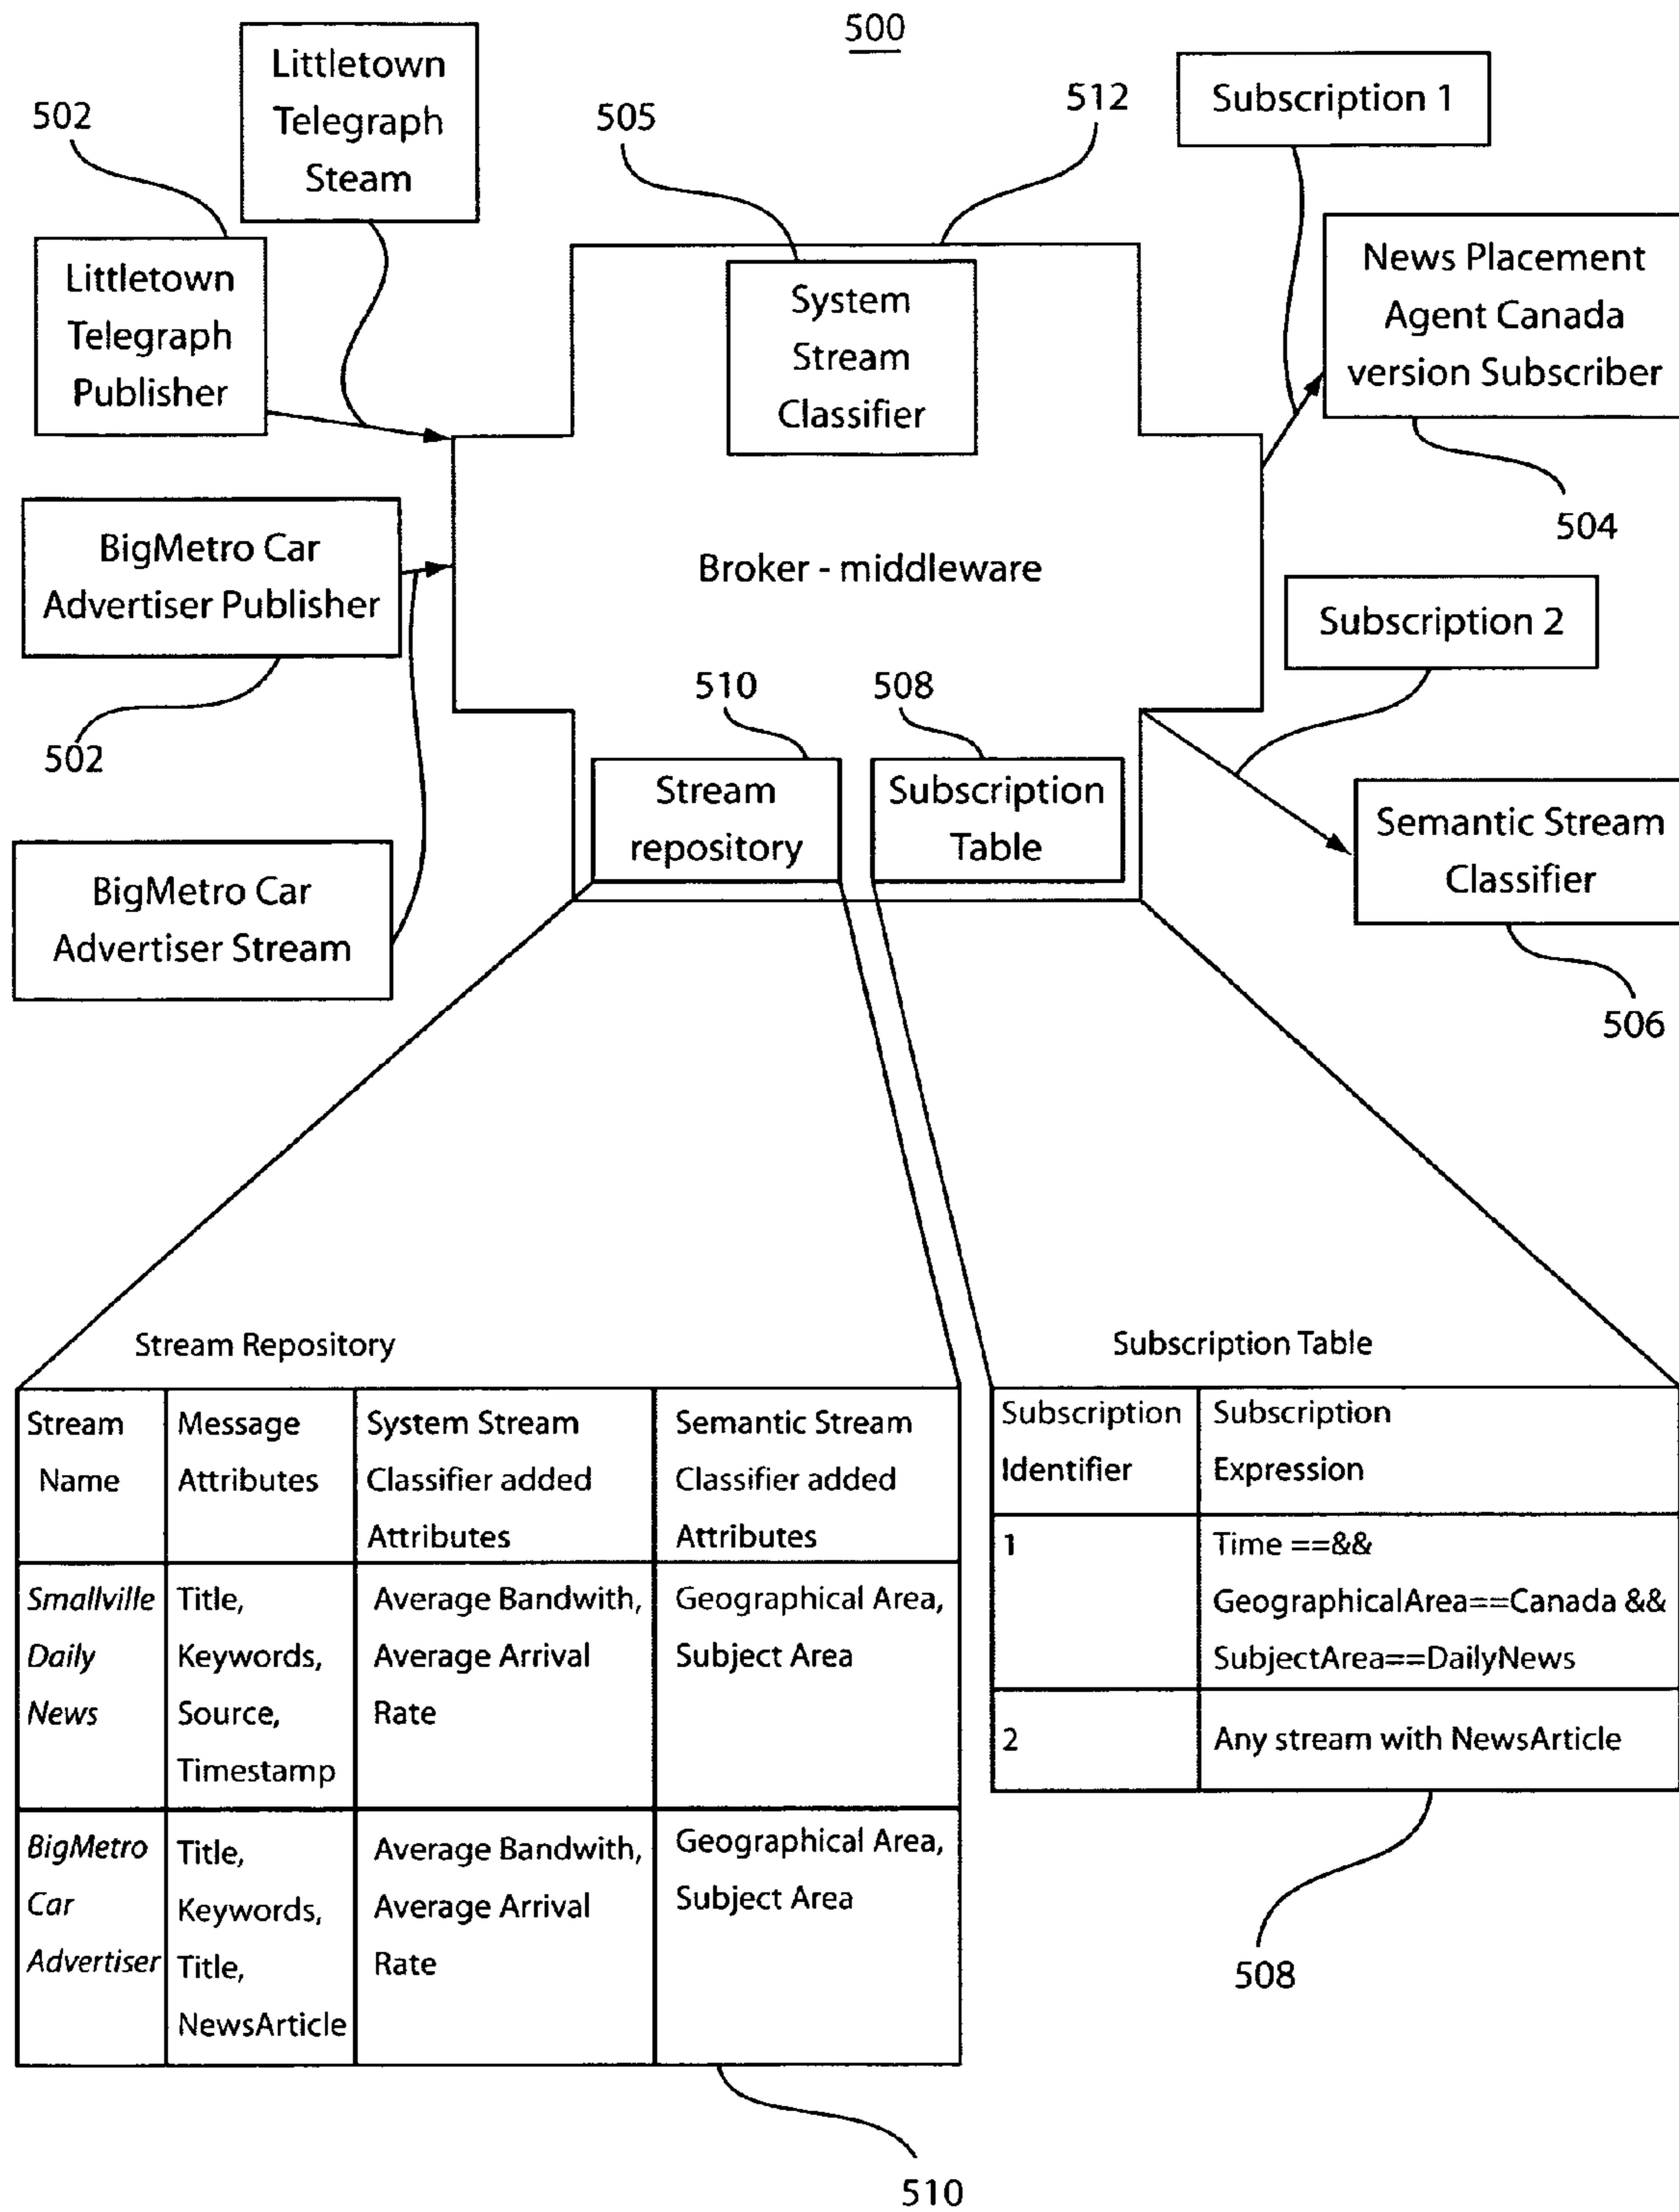 500
Littletown
Telegraph
Steam
502
505
512
Subscription 1
Littletown
Telegraph
Publisher
System
Stream
Classifier
News Placement
Agent Canada
version Subscriber
504
BigMetro Car
Advertiser Publisher
502
Broker - middleware
Subscription 2
510
508
Stream
repository
Subscription
Table
Semantic Stream
Classifier
506
BigMetro Car
Advertiser Stream
Stream Repository
Stream
Name
Message
Attributes
System Stream
Classifier added
Attributes
Semantic Stream
Classifier added
Attributes
Smallville
Daily
News
Title,
Keywords,
Source,
Timestamp
Average Bandwith,
Average Arrival
Rate
Geographical Area,
Subject Area
BigMetro
Car
Advertiser
Title,
Keywords,
Title,
NewsArticle
Average Bandwith,
Average Arrival
Rate
Geographical Area,
Subject Area
510
Subscription Table
Subscription
Identifier
Subscription
Expression
1
Time ==&&
GeographicalArea==Canada &&
SubjectArea==DailyNews
2
Any stream with NewsArticle
508